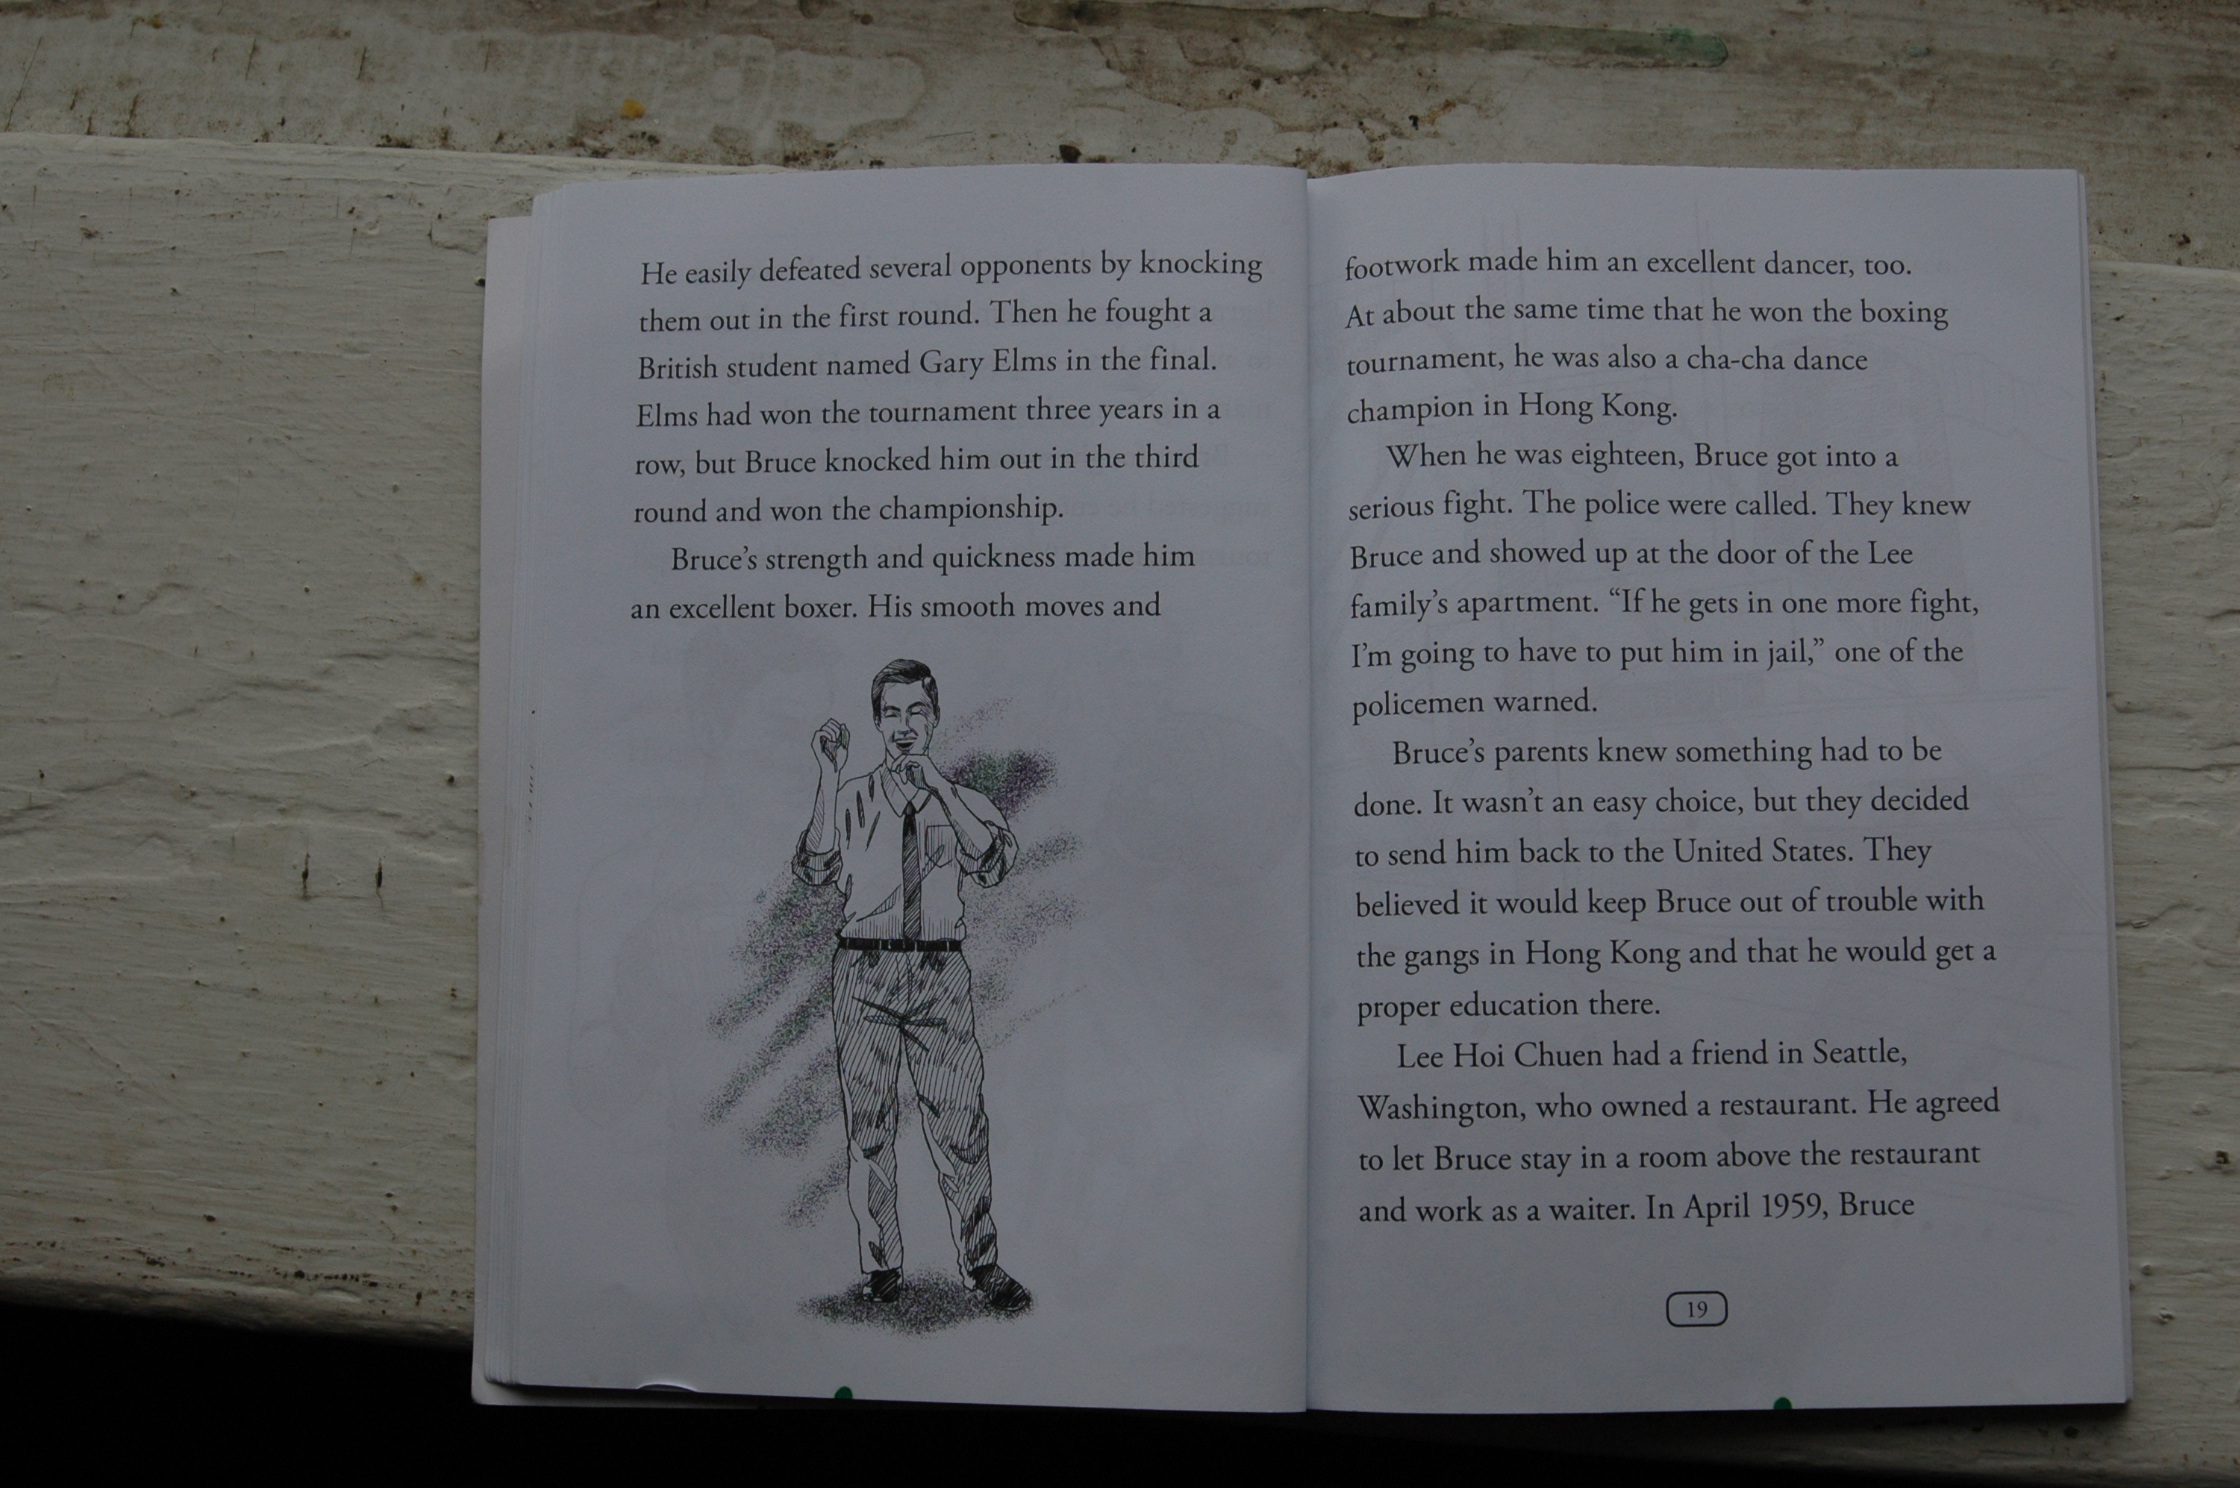 He easily defeated several opponents by knocking
them out in the first round. Then he fought a
British student named Gary Elms in the final.
Elms had won the tournament three years in a
row, but Bruce knocked him out in the third
round and won the championship.
Bruce's strength and quickness made him
an excellent boxer. His smooth moves and
footwork made him an excellent dancer, too.
At about the same time that he won the boxing
tournament, he was also a cha-cha dance
champion in Hong Kong.
When he was eighteen, Bruce got into a
serious fight. The police were called. They knew
Bruce and showed up at the door of the Lee
family's apartment. “If he gets in one more fight,
I'm going to have to put him in jail,” one of the
policemen warned.
Bruce's parents knew something had to be
done. It wasn't an easy choice, but they decided
to send him back to the United States. They
believed it would keep Bruce out of trouble with
the gangs in Hong Kong and that he would get a
proper education there.
Lee Hoi Chuen had a friend in Seattle,
Washington, who owned a restaurant. He agreed
to let Bruce stay in a room above the restaurant
and work as a waiter. In April 1959, Bruce
19